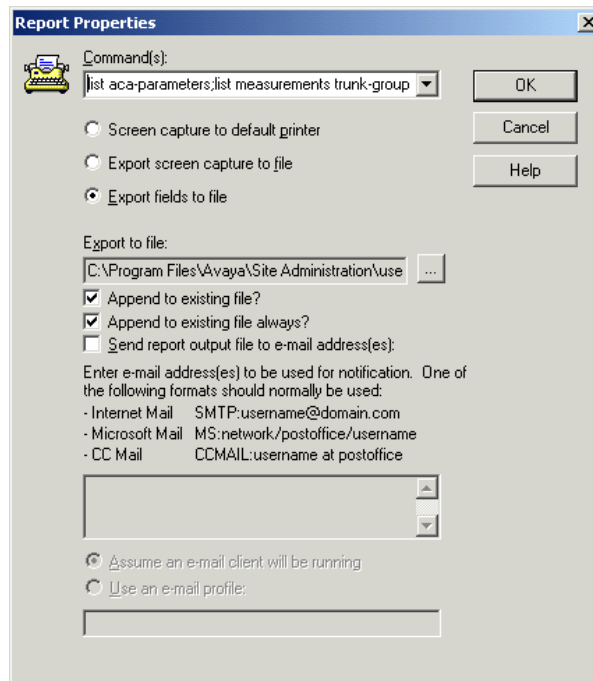 Report Properties
Command(s):
list aca-parameters;list measurements trunk-group
OK
Screen capture to default printer
Cancel
Export screen capture to file
Help
Export fields to file
Export to file:
C:\Program Files\Avaya\Site Administration\use
...
Append to existing file?
Append to existing file always?
Send report output file to e-mail address(es):
Enter e-mail address(es) to be used for notification. One of
the following formats should normally be used:
- Internet Mail SMTP:username@domain.com
- Microsoft Mail MS:network/postoffice/username
- CC Mail CCMAIL:username at postoffice
Assume an e-mail client will be running
Use an e-mail profile: